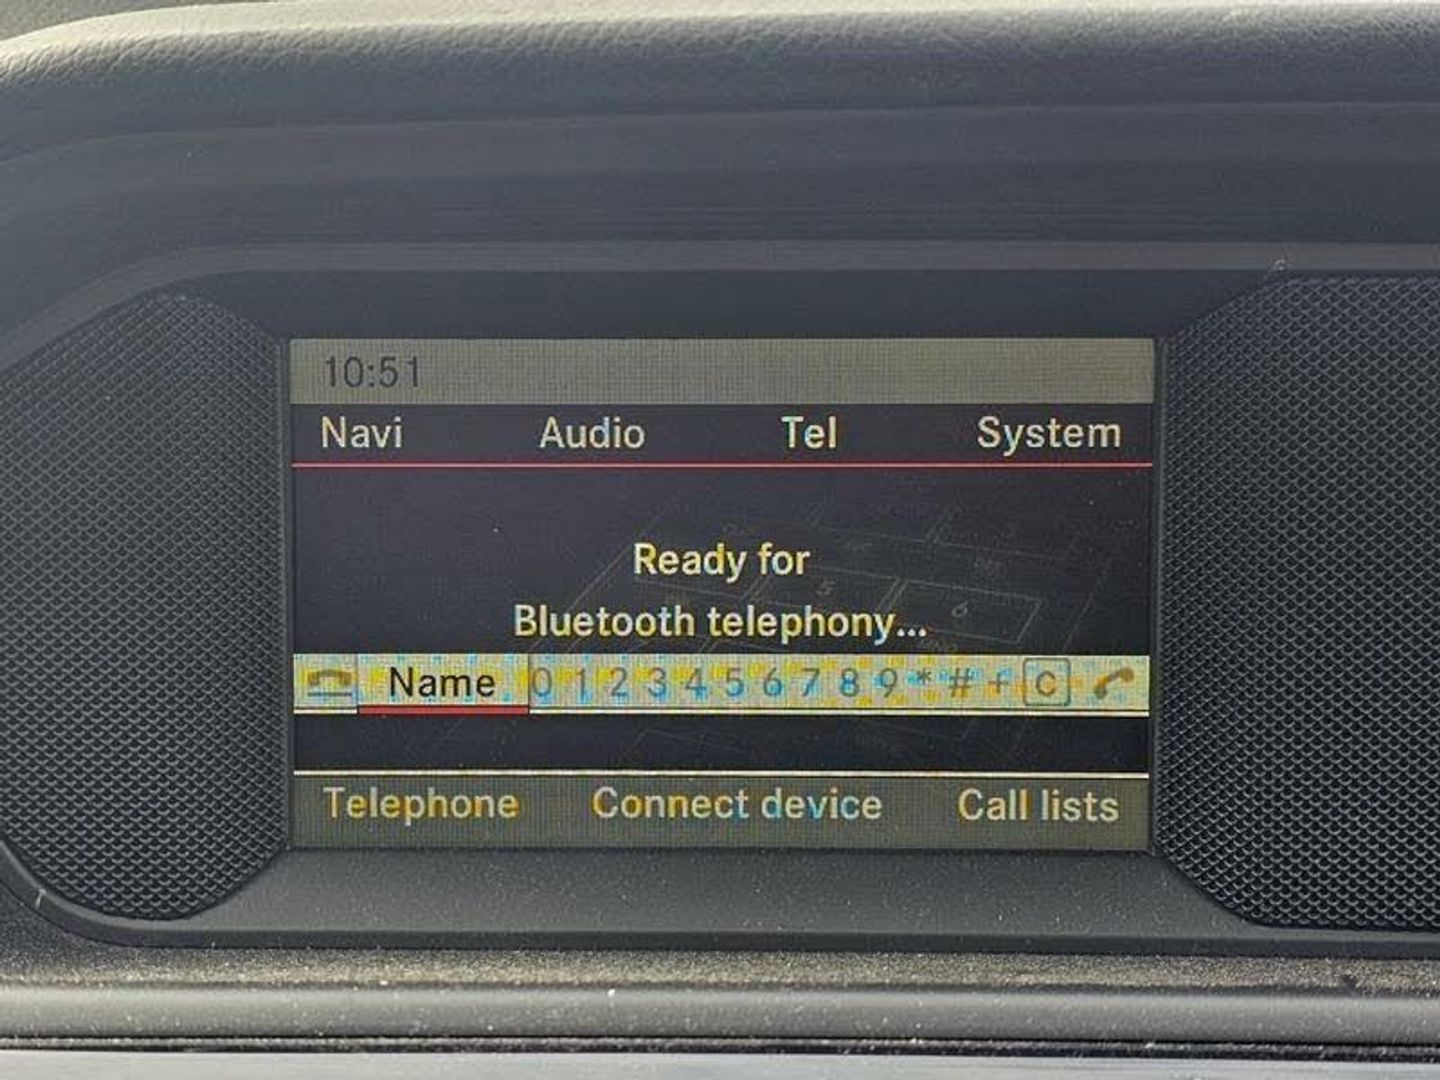 10:51
Navi Audio Tel System
Ready for
Bluetooth telephony...
Name 0 1 2 3 4 5 6 7 8 9 * # + C
Telephone Connect device Call lists